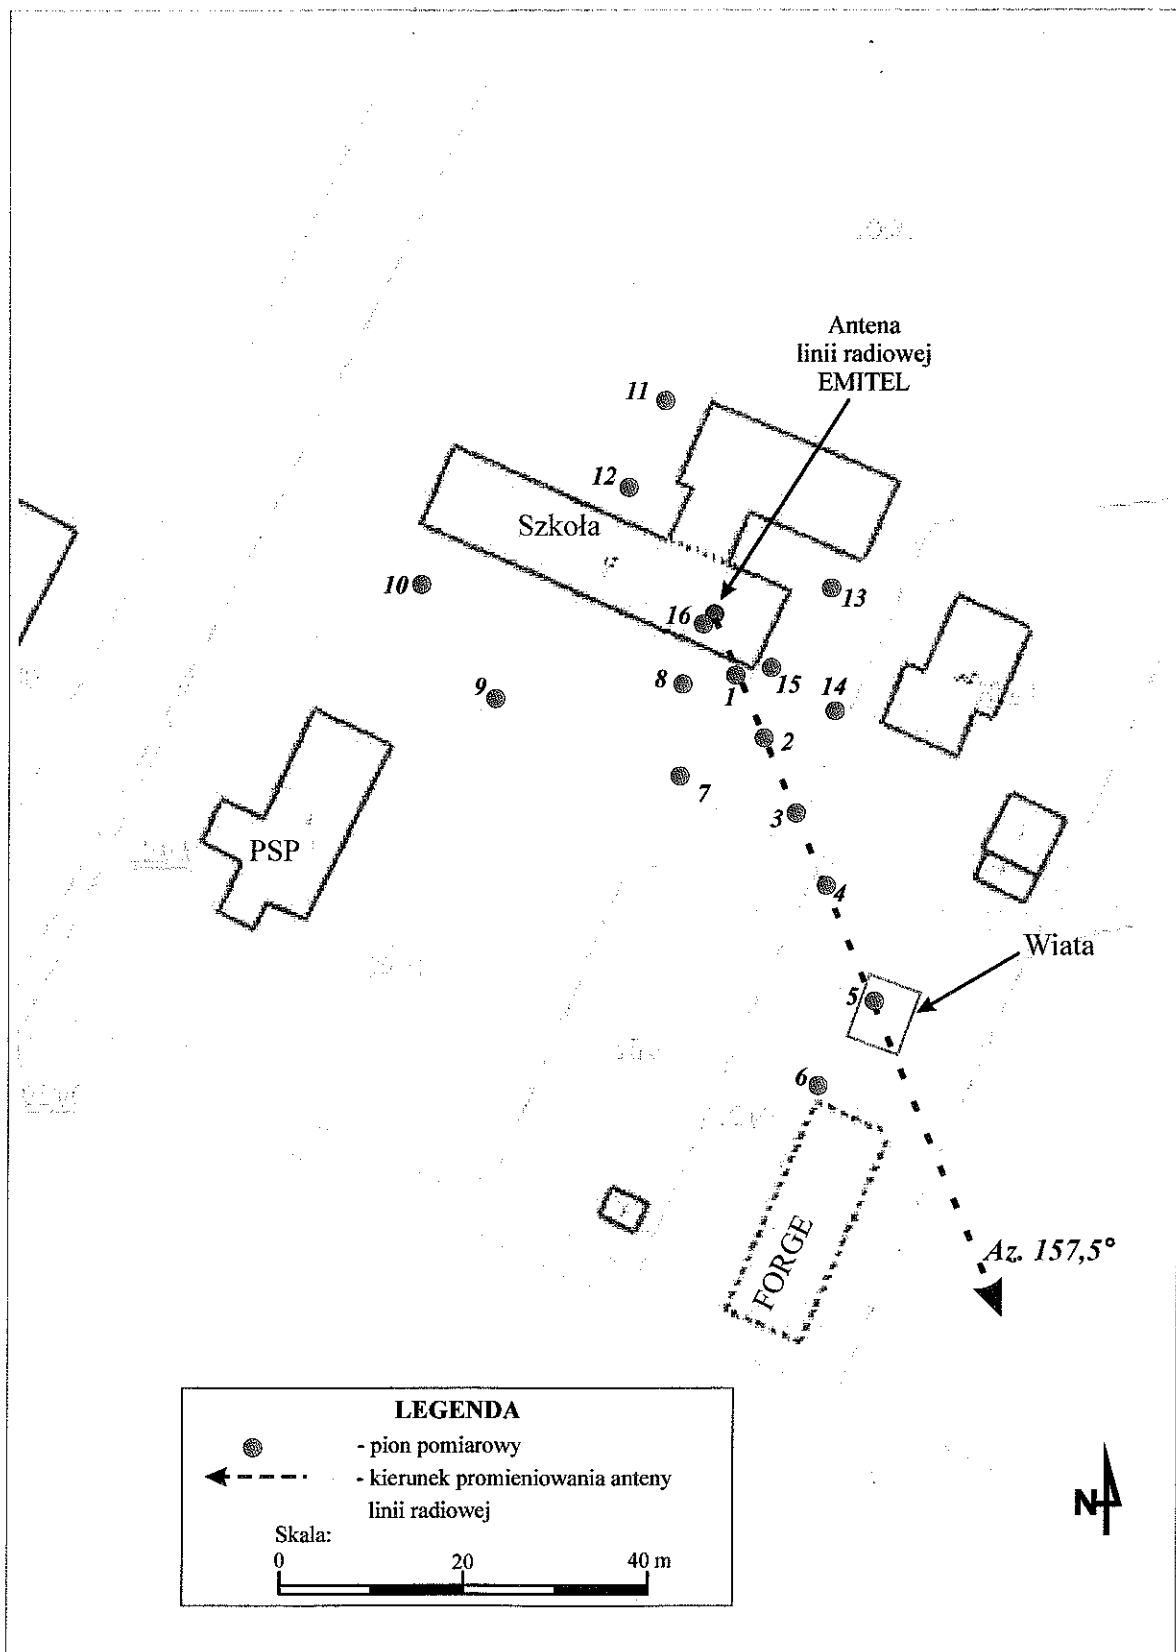 Antena
linii radiowej
EMITEL
11
12
Szkoła
10
13
16
15
8
1
14
9
2
7
3
PSP
4
Wiata
5
6
Az. 157,5°
FORGE
LEGENDA
- pion pomiarowy
- kierunek promieniowania anteny
linii radiowej
Skala:
0 20 40 m
N